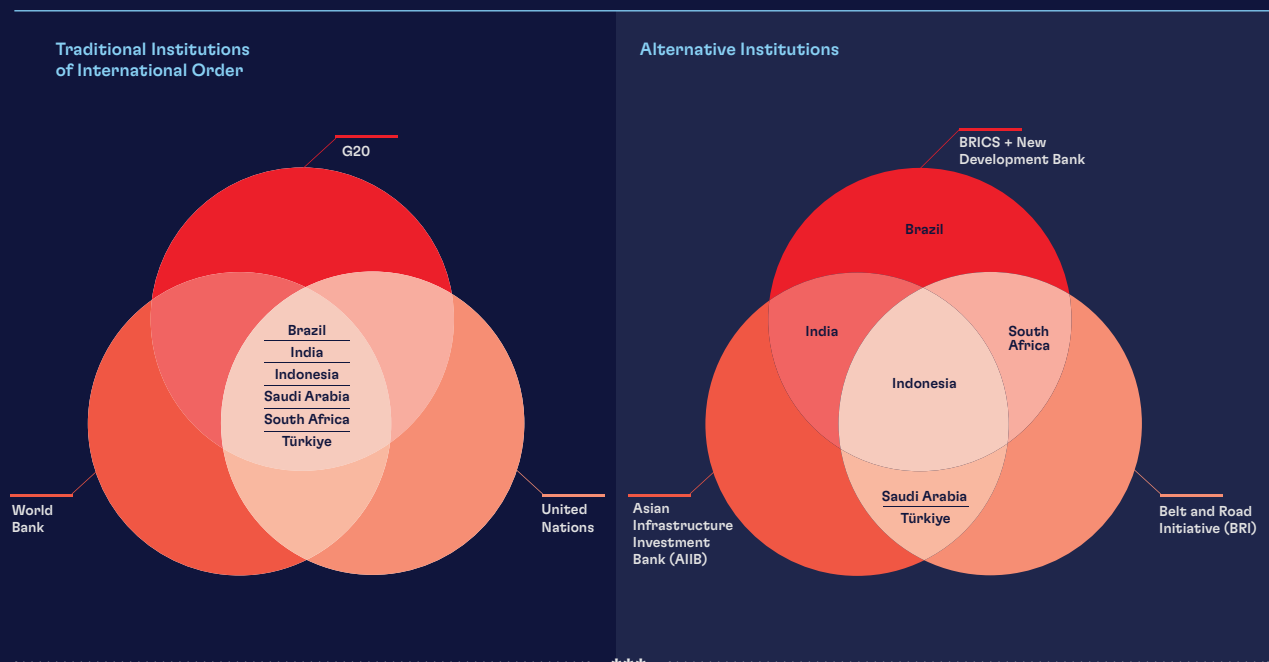 Traditional Institutions
of International Order
G20
Brazil
India
Indonesia
Saudi Arabia
South Africa
Türkiye
World
Bank
United
Nations
Alternative Institutions
BRICS + New
Development Bank
Brazil
India
South
Africa
Indonesia
Saudi Arabia
Türkiye
Asian
Infrastructure
Investment
Bank (AIIB)
Belt and Road
Initiative (BRI)